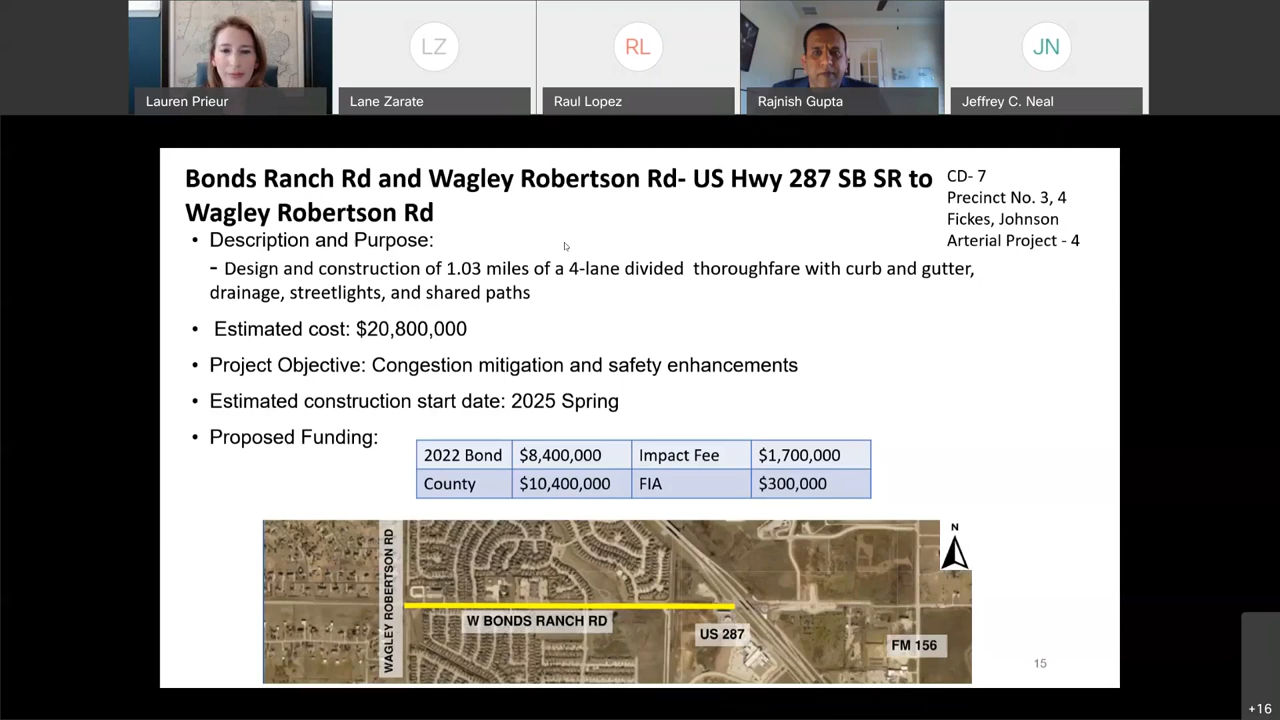 LZ
RL
JN
Lauren Prieur
Lane Zarate
Raul Lopez
Rajnish Gupta
Jeffrey C. Neal
Bonds Ranch Rd and Wagley Robertson Rd- US Hwy 287 SB SR to
Wagley Robertson Rd
CD- 7
Precinct No. 3, 4
Fickes, Johnson
Arterial Project - 4
• Description and Purpose:
- Design and construction of 1.03 miles of a 4-lane divided thoroughfare with curb and gutter,
drainage, streetlights, and shared paths
• Estimated cost: $20,800,000
• Project Objective: Congestion mitigation and safety enhancements
• Estimated construction start date: 2025 Spring
• Proposed Funding:
2022 Bond $8,400,000 Impact Fee $1,700,000
County $10,400,000 FIA $300,000
N
WAGLEY ROBERTSON RD
W BONDS RANCH RD
US 287
FM 156
15
+16